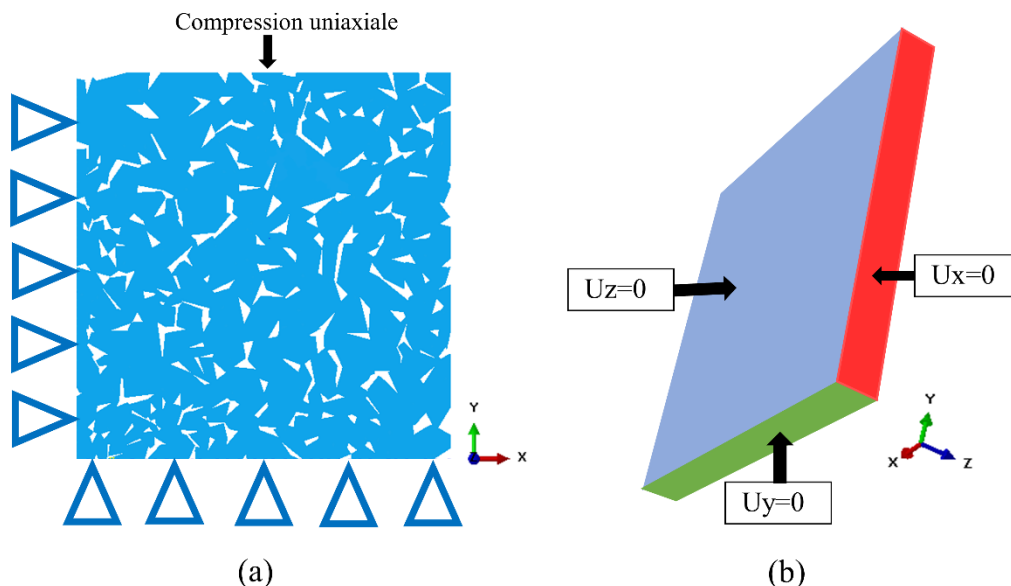 Compression uniaxiale
Y
X
(a)
Uz=0
Ux=0
Uy=0
Y
X
Z
(b)